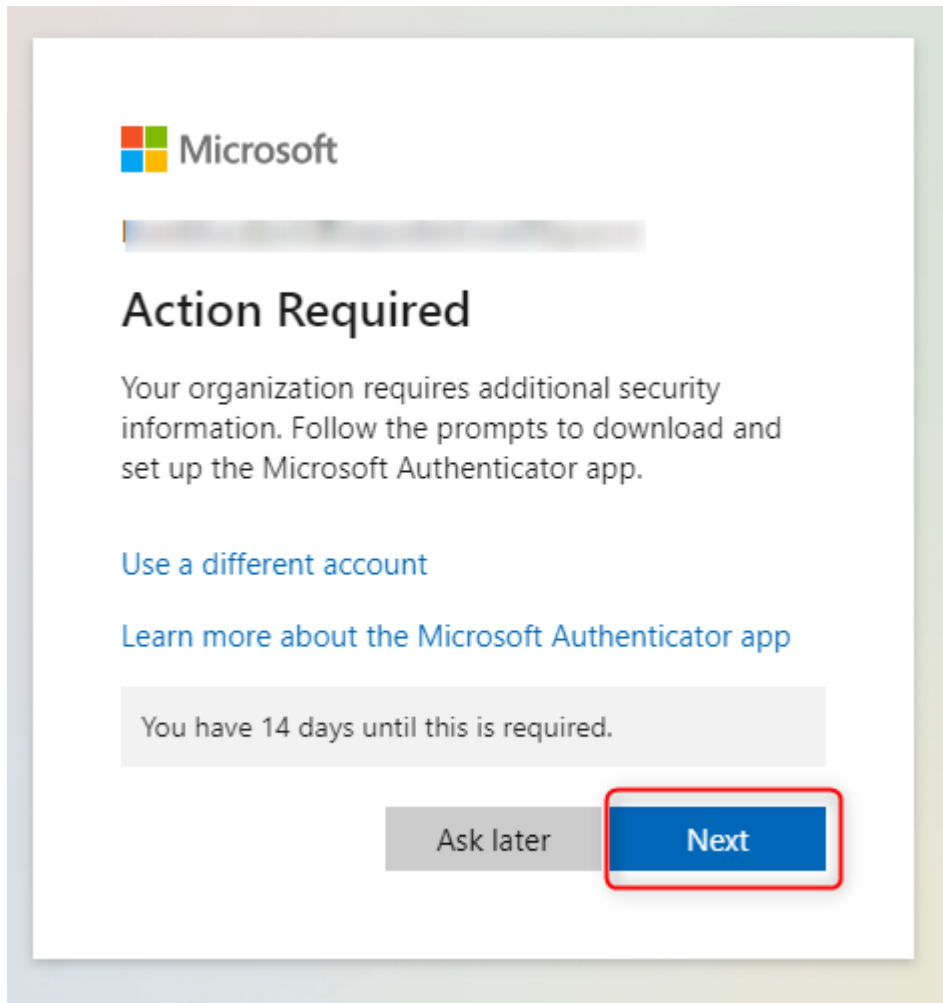 Microsoft
Action Required
Your organization requires additional security
information. Follow the prompts to download and
set up the Microsoft Authenticator app.
Use a different account
Learn more about the Microsoft Authenticator app
You have 14 days until this is required.
Ask later
Next